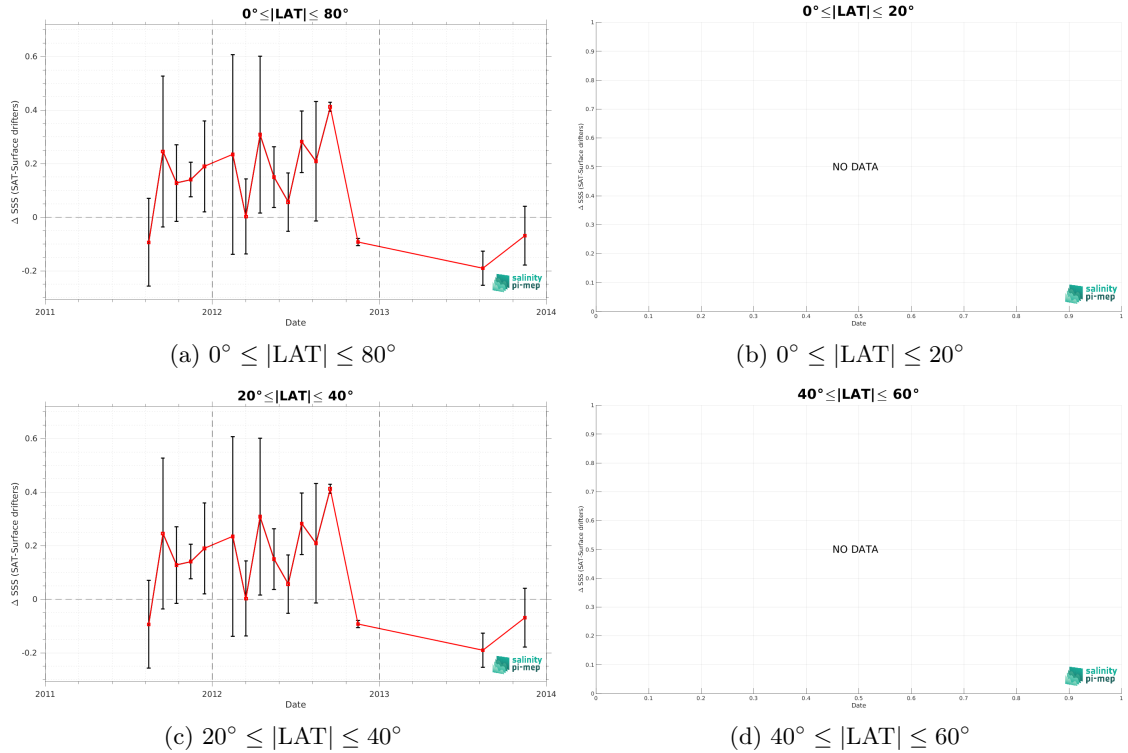 0°≤|LAT|≤ 80°
Δ SSS (SAT-Surface drifters)
0.6
0.4
0.2
0
-0.2
2011
2012
2013
2014
Date
salinity
pi-mep
(a) 0° ≤ |LAT| ≤ 80°
0°≤|LAT|≤ 20°
Δ SSS (SAT-Surface drifters)
1
0.9
0.8
0.7
0.6
0.5
0.4
0.3
0.2
0.1
0
NO DATA
0
0.1
0.2
0.3
0.4
0.5
0.6
0.7
0.8
0.9
1
Date
salinity
pi-mep
(b) 0° ≤ |LAT| ≤ 20°
20°≤|LAT|≤ 40°
Δ SSS (SAT-Surface drifters)
0.6
0.4
0.2
0
-0.2
2011
2012
2013
2014
Date
salinity
pi-mep
(c) 20° ≤ |LAT| ≤ 40°
40°≤|LAT|≤ 60°
Δ SSS (SAT-Surface drifters)
1
0.9
0.8
0.7
0.6
0.5
0.4
0.3
0.2
0.1
0
NO DATA
0
0.1
0.2
0.3
0.4
0.5
0.6
0.7
0.8
0.9
1
Date
salinity
pi-mep
(d) 40° ≤ |LAT| ≤ 60°